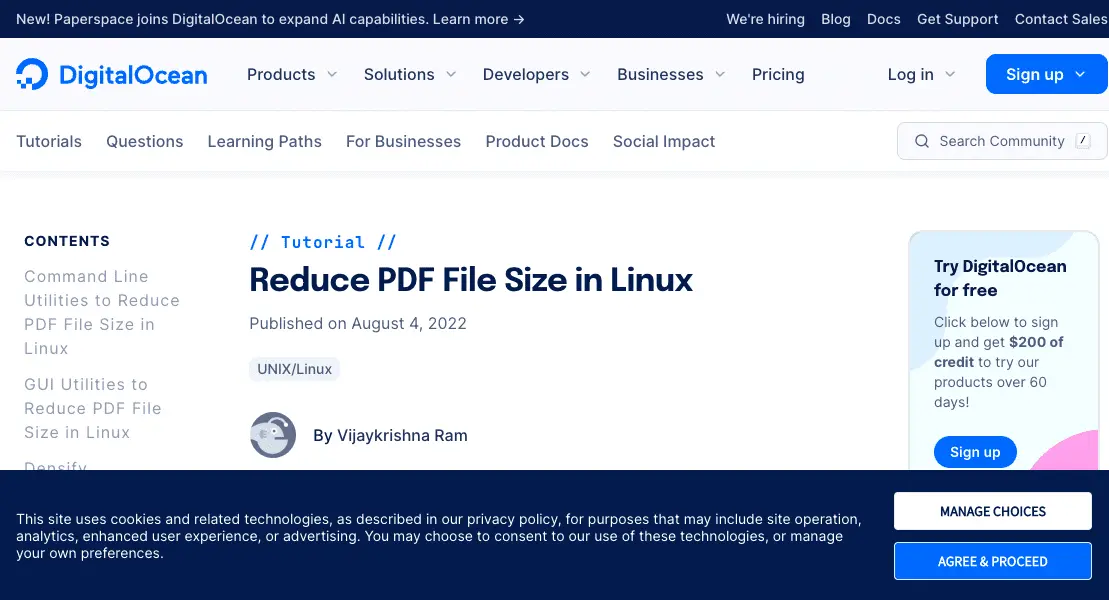 New! Paperspace joins DigitalOcean to expand AI capabilities. Learn more → We're hiring Blog Docs Get Support Contact Sales
DigitalOcean Products Solutions Developers Businesses Pricing Log in Sign up
Tutorials Questions Learning Paths For Businesses Product Docs Social Impact Search Community /
CONTENTS
Command Line
Utilities to Reduce
PDF File Size in
Linux
GUI Utilities to
Reduce PDF File
Size in Linux
Densify
// Tutorial //
Reduce PDF File Size in Linux
Published on August 4, 2022
UNIX/Linux
By Vijaykrishna Ram
Try DigitalOcean
for free
Click below to sign
up and get $200 of
credit to try our
products over 60
days!
Sign up
This site uses cookies and related technologies, as described in our privacy policy, for purposes that may include site operation,
analytics, enhanced user experience, or advertising. You may choose to consent to our use of these technologies, or manage
your own preferences.
MANAGE CHOICES
AGREE & PROCEED